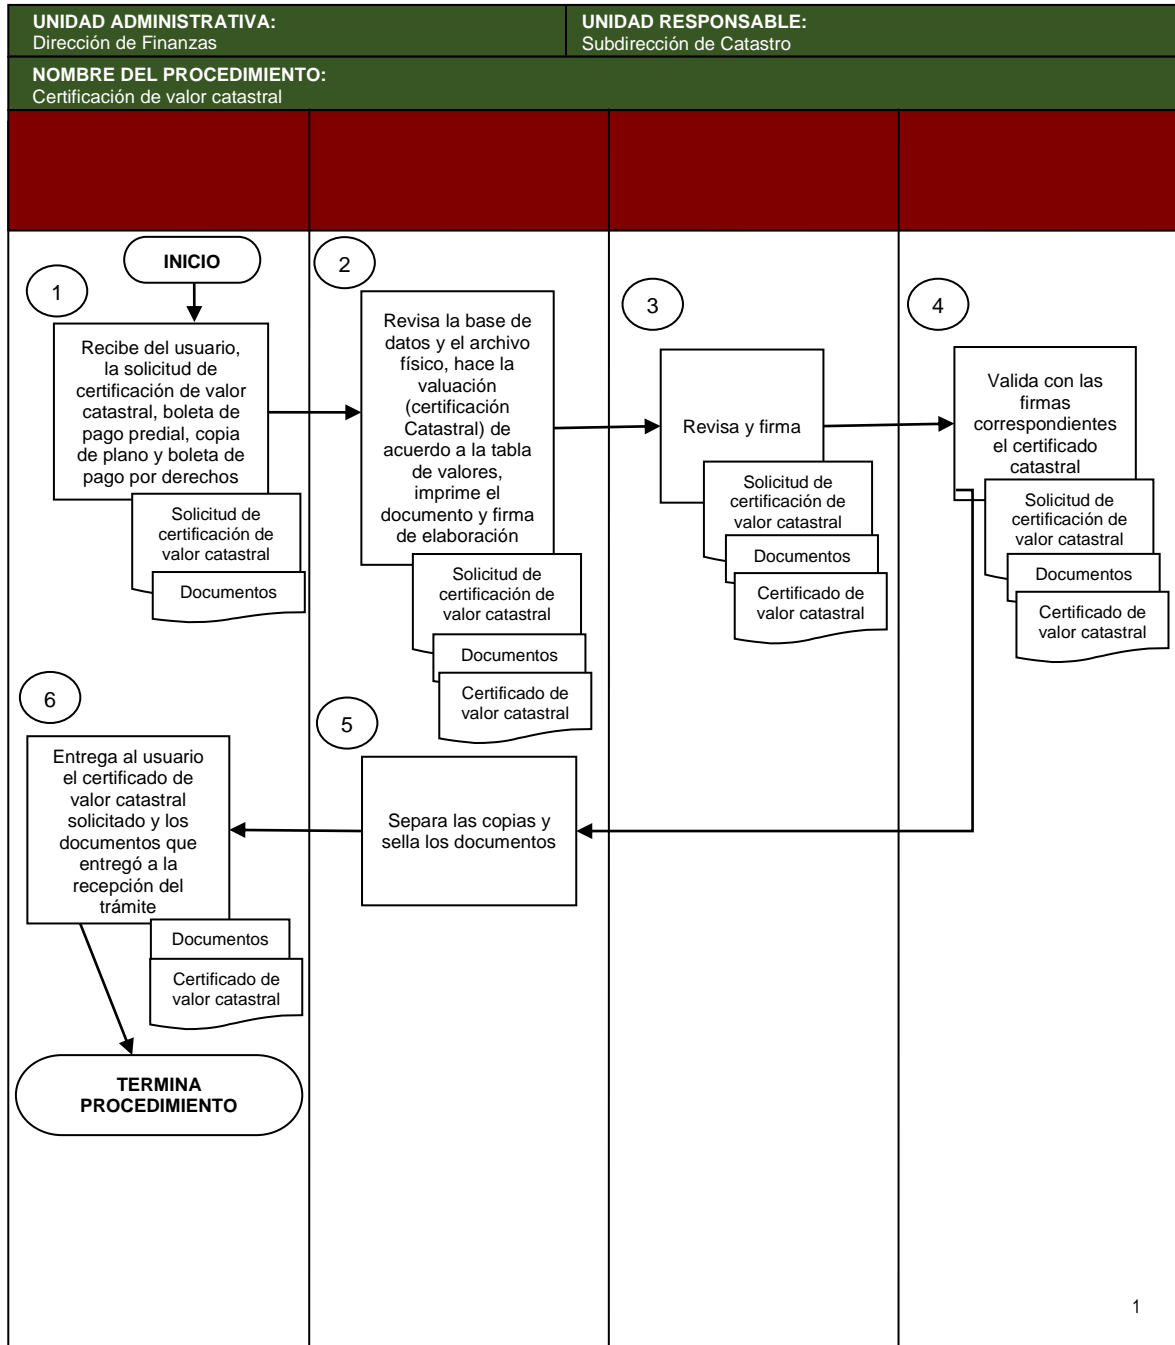 UNIDAD ADMINISTRATIVA:
Dirección de Finanzas
UNIDAD RESPONSABLE:
Subdirección de Catastro
NOMBRE DEL PROCEDIMIENTO:
Certificación de valor catastral
INICIO
1
Recibe del usuario,
la solicitud de
certificación de valor
catastral, boleta de
pago predial, copia
de plano y boleta de
pago por derechos
Solicitud de
certificación de
valor catastral
Documentos
2
Revisa la base de
datos y el archivo
físico, hace la
valuación
(certificación
Catastral) de
acuerdo a la tabla
de valores,
imprime el
documento y firma
de elaboración
Solicitud de
certificación de
valor catastral
Documentos
Certificado de
valor catastral
3
Revisa y firma
Solicitud de
certificación de
valor catastral
Documentos
Certificado de
valor catastral
4
Valida con las
firmas
correspondientes
el certificado
catastral
Solicitud de
certificación de
valor catastral
Documentos
Certificado de
valor catastral
5
Separa las copias y
sella los documentos
6
Entrega al usuario
el certificado de
valor catastral
solicitado y los
documentos que
entregó a la
recepción del
trámite
Documentos
Certificado de
valor catastral
TERMINA
PROCEDIMIENTO
1